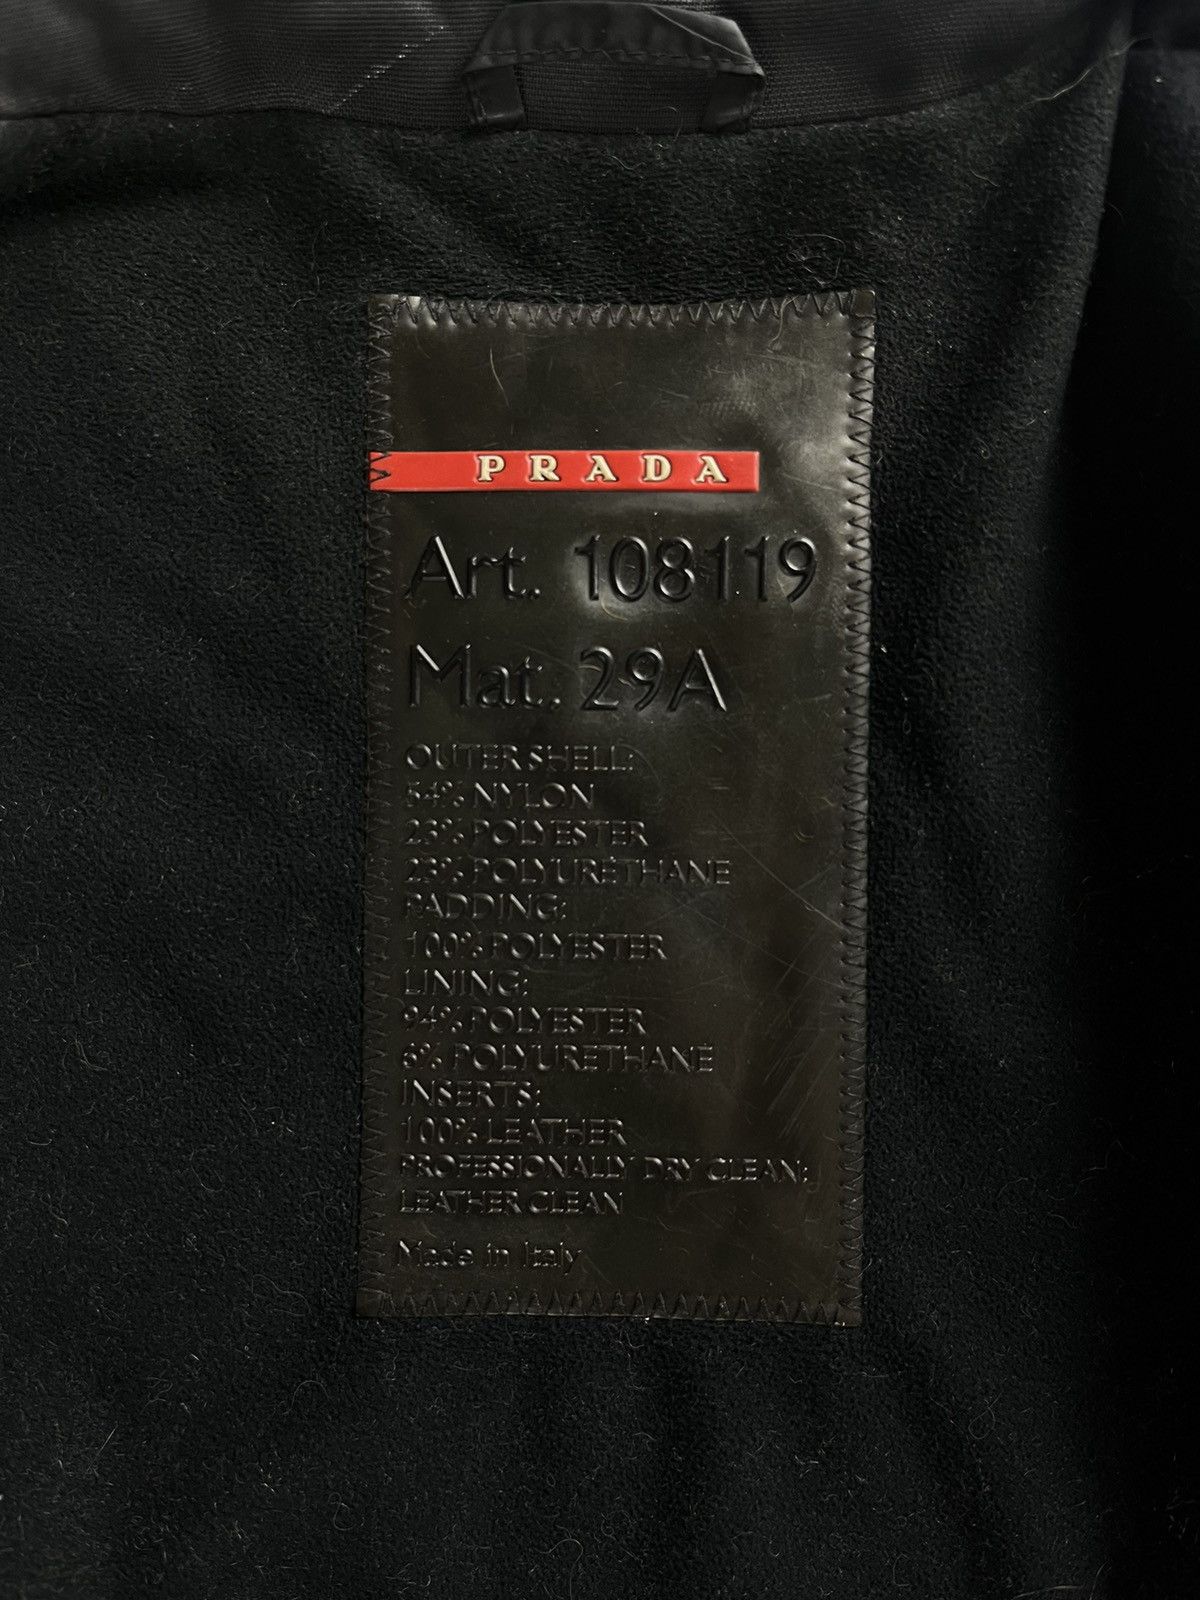 PRADA
Art. 108119
Mat. 29A
OUTER SHELL:
54% NYLON
23% POLYESTER
23% POLYURETHANE
PADDING:
100% POLYESTER
LINING:
94% POLYESTER
6% POLYURETHANE
INSERTS:
100% LEATHER
PROFESSIONALLY DRY CLEAN:
LEATHER CLEAN
Made in Italy